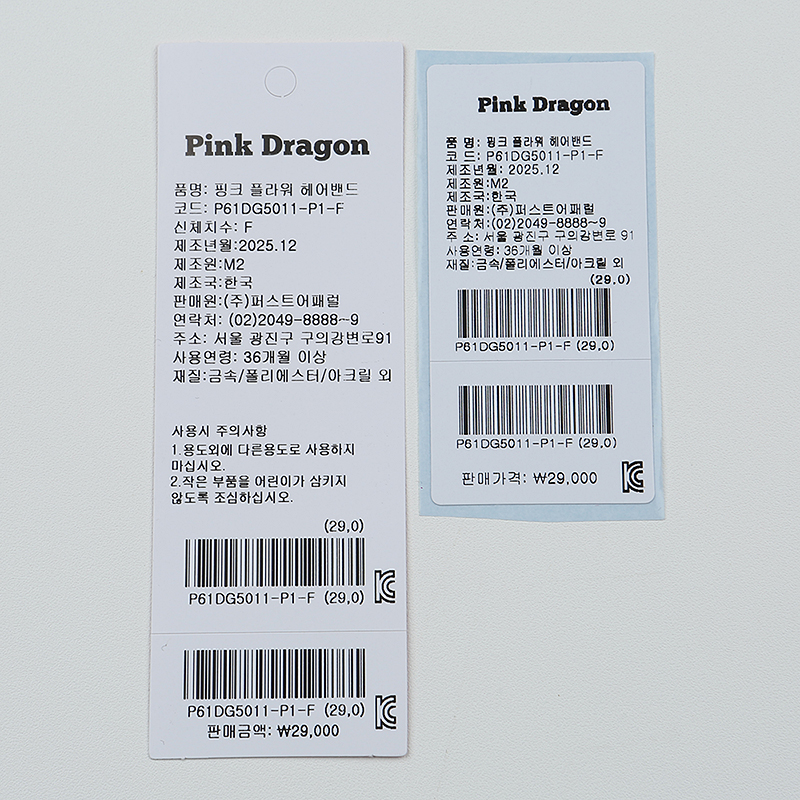 Pink Dragon
품명: 핑크 플라워 헤어밴드
코드: P61DG5011-P1-F
신체치수: F
제조년월:2025.12
제조원:M2
제조국:한국
판매원:(주)퍼스트어패럴
연락처: (02)2049-8888~9
주소: 서울 광진구 구의강변로91
사용연령: 36개월 이상
재질:금속/폴리에스터/아크릴 외
사용시 주의사항
1.용도외에 다른용도로 사용하지
마십시오.
2.작은 부품을 어린이가 삼키지
않도록 조심하십시오.
(29,0)
P61DG5011-P1-F (29,0)
P61DG5011-P1-F (29,0)
판매금액: ₩29,000
Pink Dragon
품 명: 핑크 플라워 헤어밴드
코 드: P61DG5011-P1-F
제조년월: 2025.12
제조원:M2
제조국:한국
판매원:(주)퍼스트어패럴
연락처:(02)2049-8888~9
주 소: 서울 광진구 구의강변로 91
사용연령: 36개월 이상
재질:금속/폴리에스터/아크릴 외
(29.0)
P61DG5011-P1-F (29,0)
P61DG5011-P1-F (29,0)
판매가격: ₩29,000